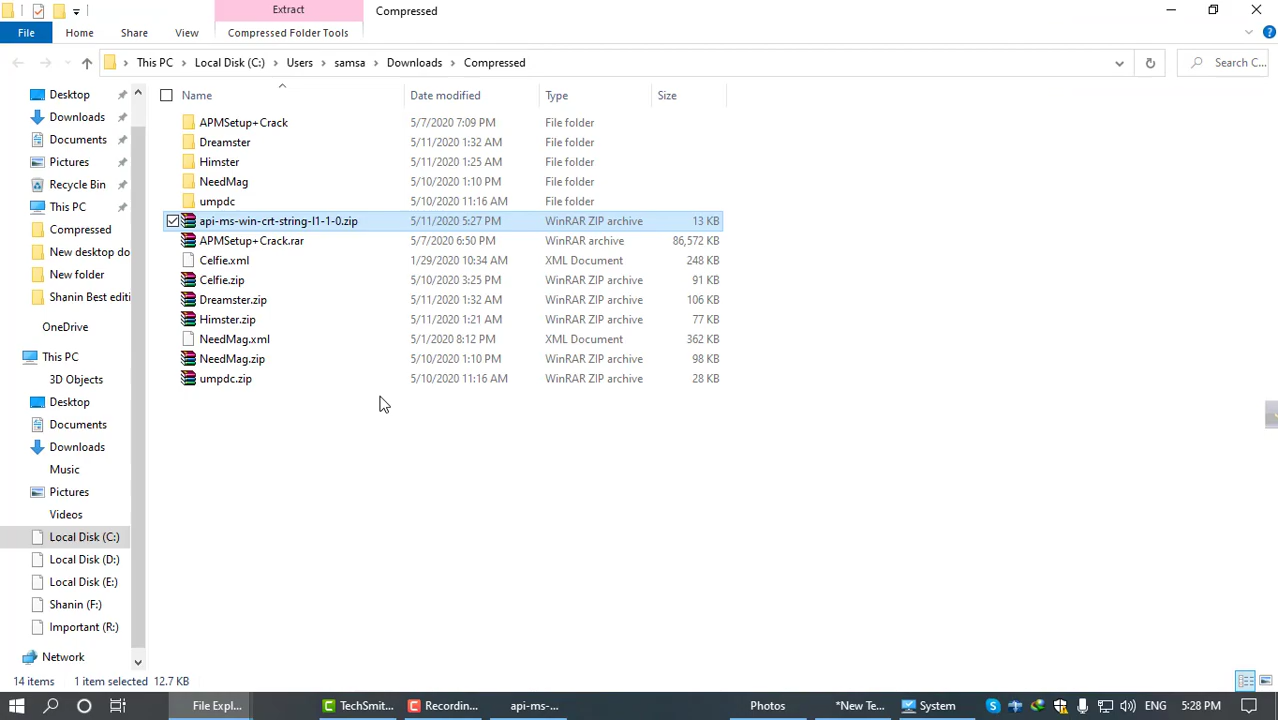 Extract
Compressed
File
Home
Share
View
Compressed Folder Tools
This PC
Local Disk (C:)
Users
samsa
Downloads
Compressed
Search C...
Desktop
Downloads
Documents
Pictures
Recycle Bin
This PC
Compressed
New desktop do
New folder
Shanin Best editi
OneDrive
This PC
3D Objects
Desktop
Documents
Downloads
Music
Pictures
Videos
Local Disk (C:)
Local Disk (D:)
Local Disk (E:)
Shanin (F:)
Important (R:)
Network
Name Date modified Type Size
APMSetup+Crack 5/7/2020 7:09 PM File folder
Dreamster 5/11/2020 1:32 AM File folder
Himster 5/11/2020 1:25 AM File folder
NeedMag 5/10/2020 1:10 PM File folder
umpdc 5/10/2020 11:16 AM File folder
api-ms-win-crt-string-l1-1-0.zip 5/11/2020 5:27 PM WinRAR ZIP archive 13 KB
APMSetup+Crack.rar 5/7/2020 6:50 PM WinRAR archive 86,572 KB
Celfie.xml 1/29/2020 10:34 AM XML Document 248 KB
Celfie.zip 5/10/2020 3:25 PM WinRAR ZIP archive 91 KB
Dreamster.zip 5/11/2020 1:32 AM WinRAR ZIP archive 106 KB
Himster.zip 5/11/2020 1:21 AM WinRAR ZIP archive 77 KB
NeedMag.xml 5/1/2020 8:12 PM XML Document 362 KB
NeedMag.zip 5/10/2020 1:10 PM WinRAR ZIP archive 98 KB
umpdc.zip 5/10/2020 11:16 AM WinRAR ZIP archive 28 KB
14 items 1 item selected 12.7 KB
File Expl...
TechSmit...
Recordin...
api-ms-...
Photos
*New Te...
System
ENG
5:28 PM